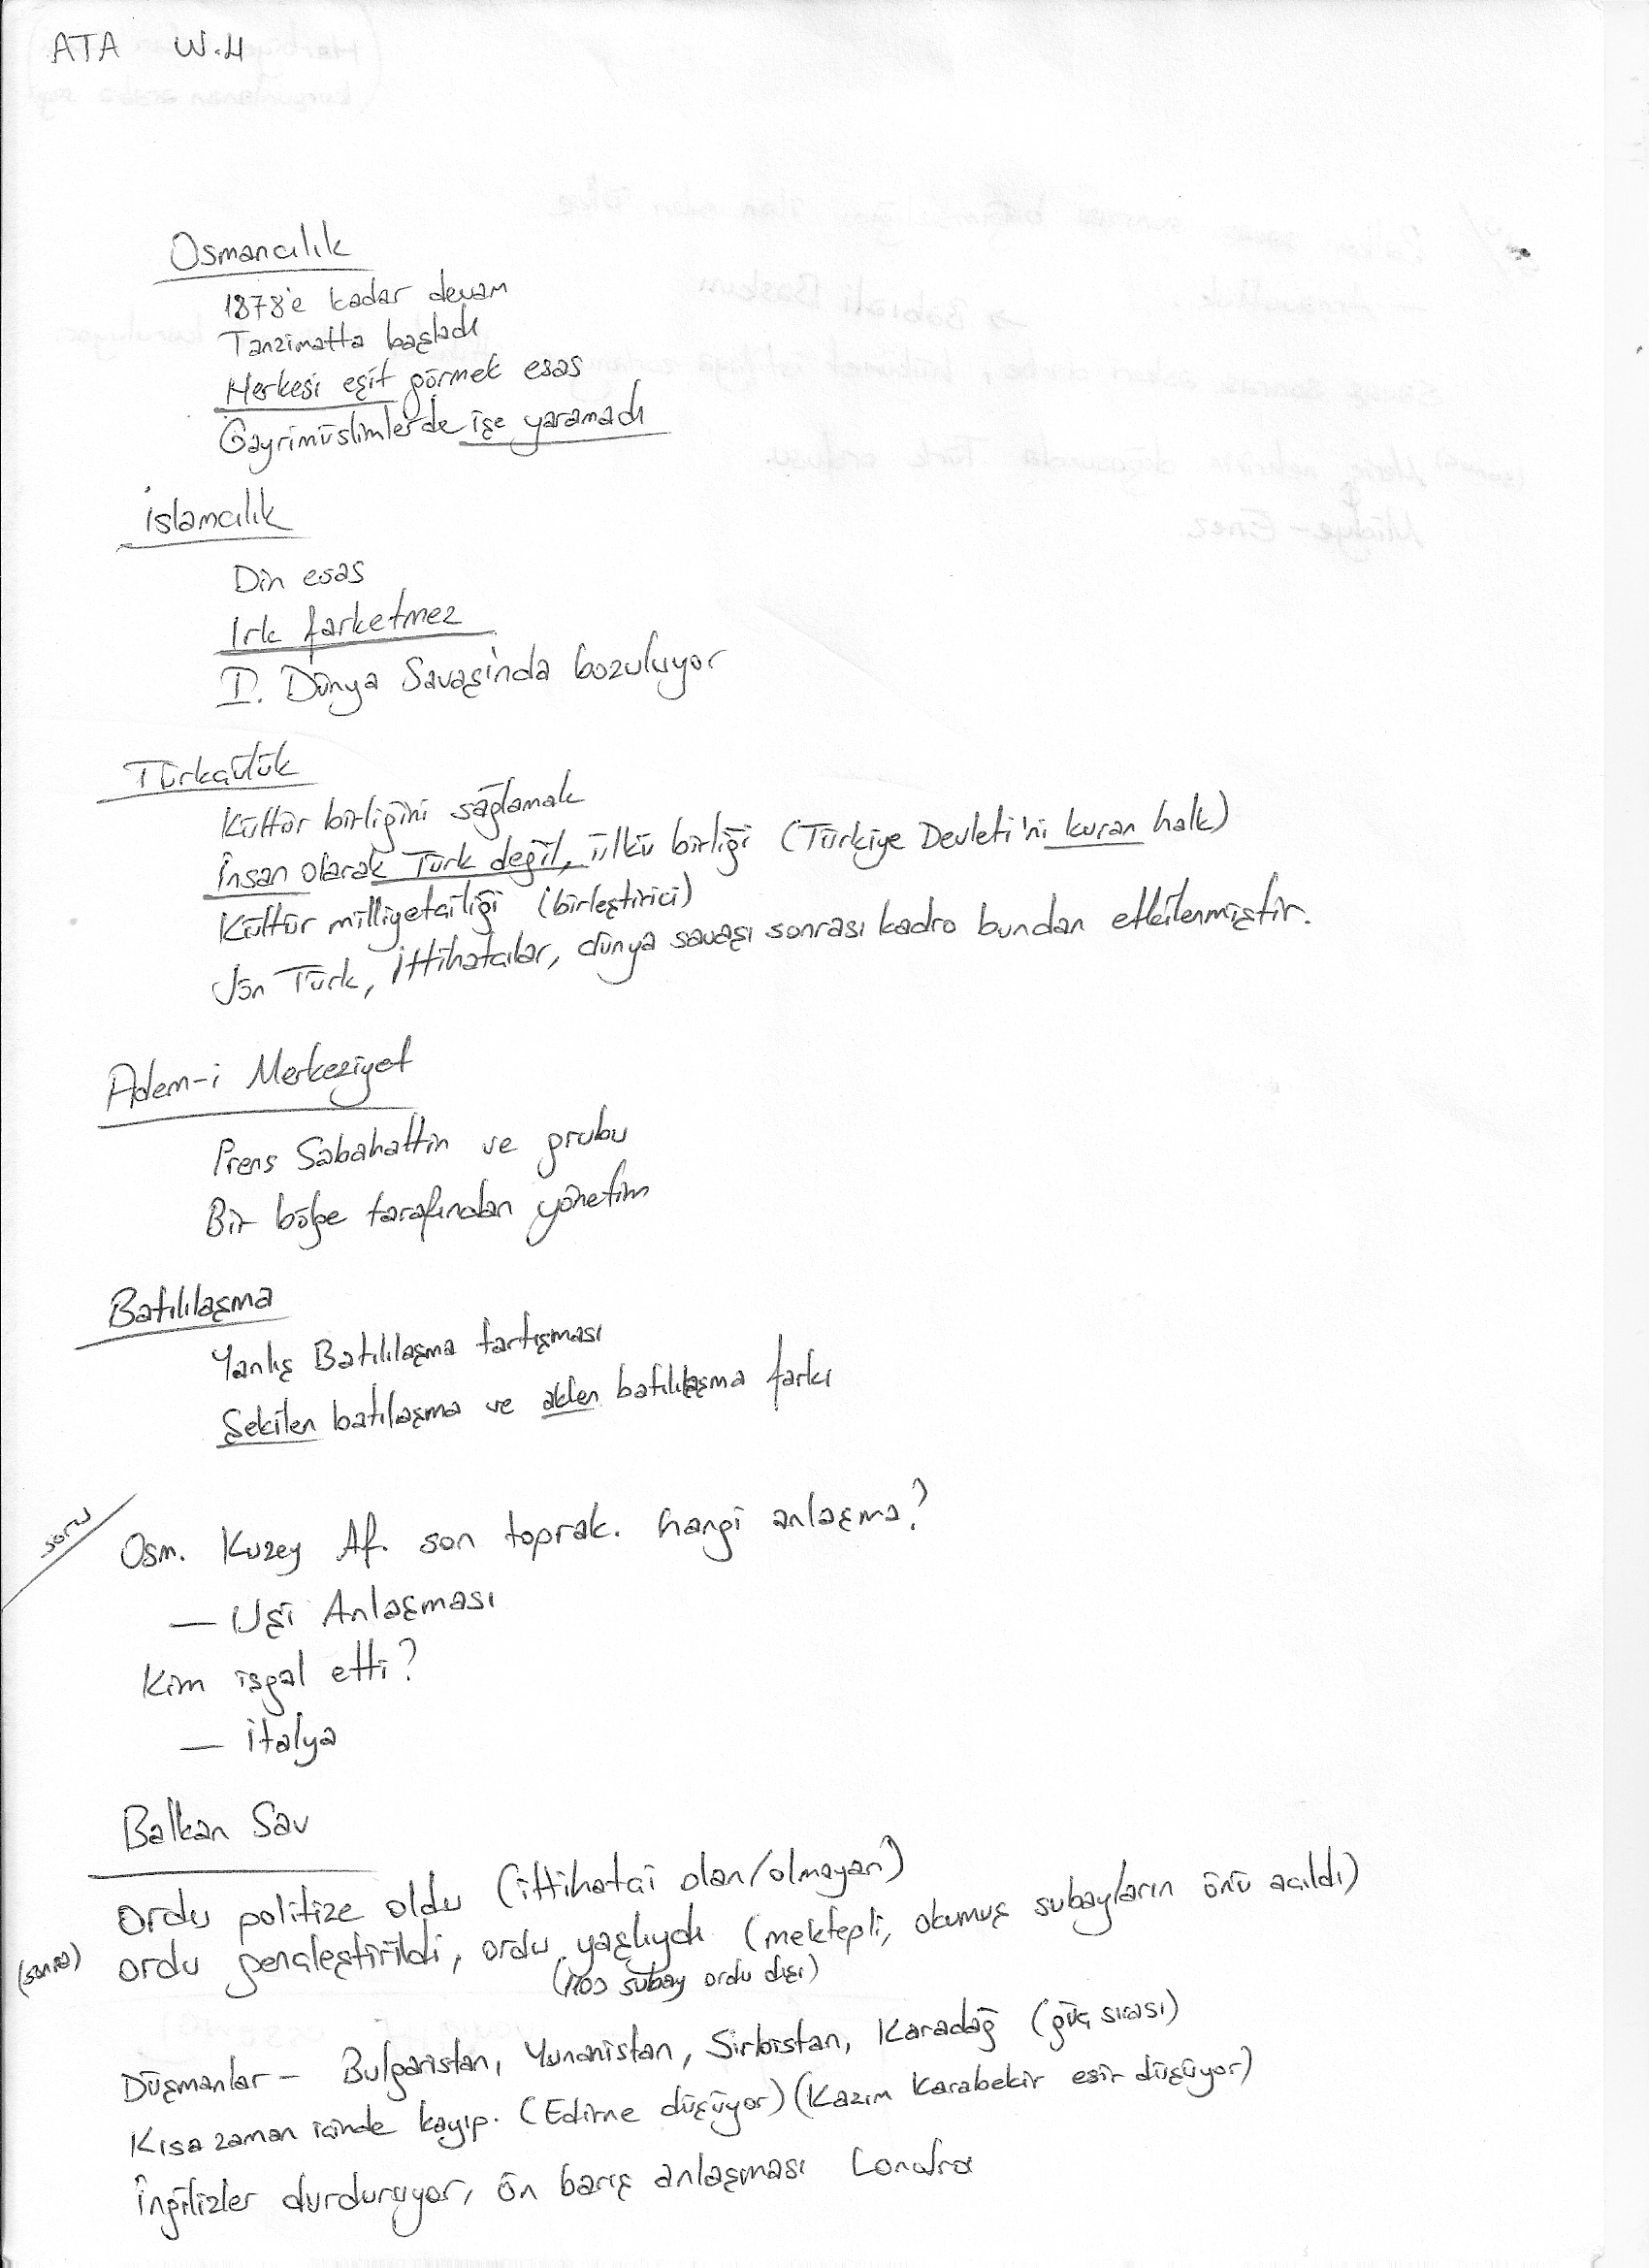 ATA W.4
Osmancılık
1878'e kadar devam
Tanzimatta başladı
Herkesi eşit görmek esas
Gayrimüslimlerde işe yaramadı
İslamcılık
Din esas
Irk farketmez
I. Dünya Savaşında bozuluyor
Türkçülük
Kültür birliğini sağlamak
İnsan olarak Türk değil, ülkü birliği (Türkiye Devleti'ni kuran halk)
Kültür milliyetçiliği (birleştirici)
Jön Türk, İttihatçılar, dünya savaşı sonrası kadro bundan etkilenmiştir.
Adem-i Merkeziyet
Prens Sabahattin ve grubu
Bir bölge tarafından yönetim
Batılılaşma
Yanlış Batılılaşma tartışması
Şekilen batılaşma ve aklen batılılaşma farkı
soru
Osm. Kuzey Af. son toprak. hangi anlaşma?
— Uşi Anlaşması
Kim işgal etti?
— İtalya
Balkan Sav
Ordu politize oldu (ittihatçi olan/olmayan)
(sonra) ordu gençleştirildi, ordu yaşlıydı (mektepli, okumuş subayların önü açıldı)
(1100 subay ordu dışı)
Düşmanlar — Bulgaristan, Yunanistan, Sırbistan, Karadağ (güç sırası)
Kısa zaman içinde kayıp. (Edirne düşüyor) (Kazım Karabekir esir düşüyor)
İngilizler durduruyor, ön barış anlaşması Londra